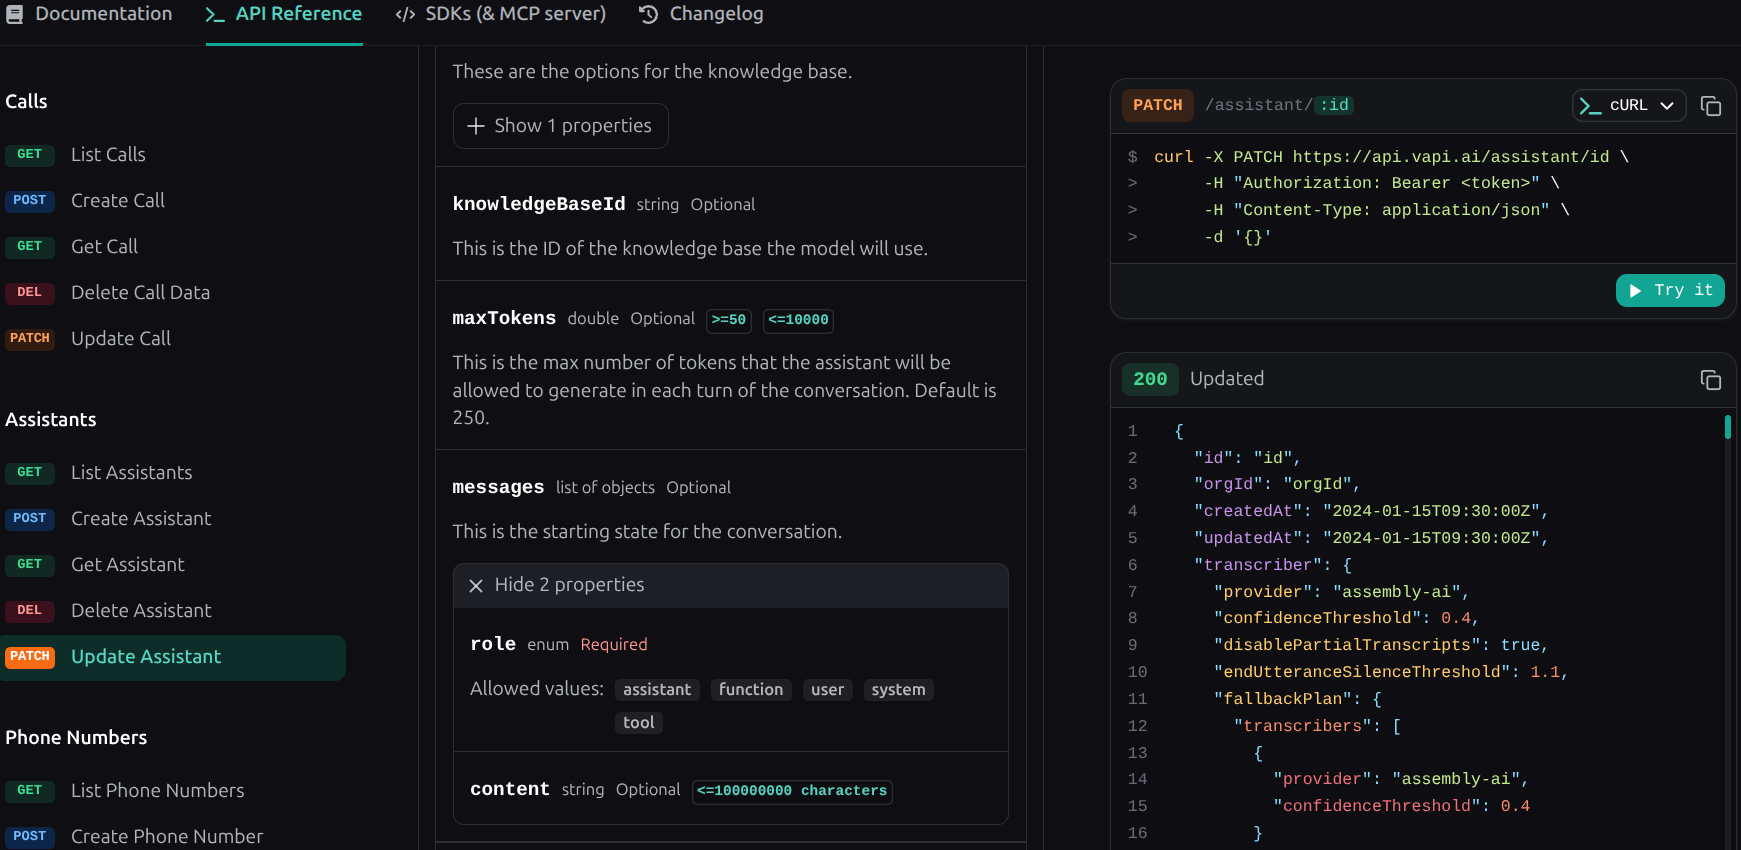 Documentation
API Reference
SDKs (& MCP server)
Changelog
Calls
GET List Calls
POST Create Call
GET Get Call
DEL Delete Call Data
PATCH Update Call
Assistants
GET List Assistants
POST Create Assistant
GET Get Assistant
DEL Delete Assistant
PATCH Update Assistant
Phone Numbers
GET List Phone Numbers
POST Create Phone Number
These are the options for the knowledge base.
Show 1 properties
knowledgeBaseId string Optional
This is the ID of the knowledge base the model will use.
maxTokens double Optional >=50 <=10000
This is the max number of tokens that the assistant will be
allowed to generate in each turn of the conversation. Default is
250.
messages list of objects Optional
This is the starting state for the conversation.
Hide 2 properties
role enum Required
Allowed values: assistant function user system
tool
content string Optional <=100000000 characters
PATCH /assistant/:id
cURL
$ curl -X PATCH https://api.vapi.ai/assistant/id \
> -H "Authorization: Bearer <token>" \
> -H "Content-Type: application/json" \
> -d '{}'
Try it
200 Updated
1 {
2 "id": "id",
3 "orgId": "orgId",
4 "createdAt": "2024-01-15T09:30:00Z",
5 "updatedAt": "2024-01-15T09:30:00Z",
6 "transcriber": {
7 "provider": "assembly-ai",
8 "confidenceThreshold": 0.4,
9 "disablePartialTranscripts": true,
10 "endUtteranceSilenceThreshold": 1.1,
11 "fallbackPlan": {
12 "transcribers": [
13 {
14 "provider": "assembly-ai",
15 "confidenceThreshold": 0.4
16 }